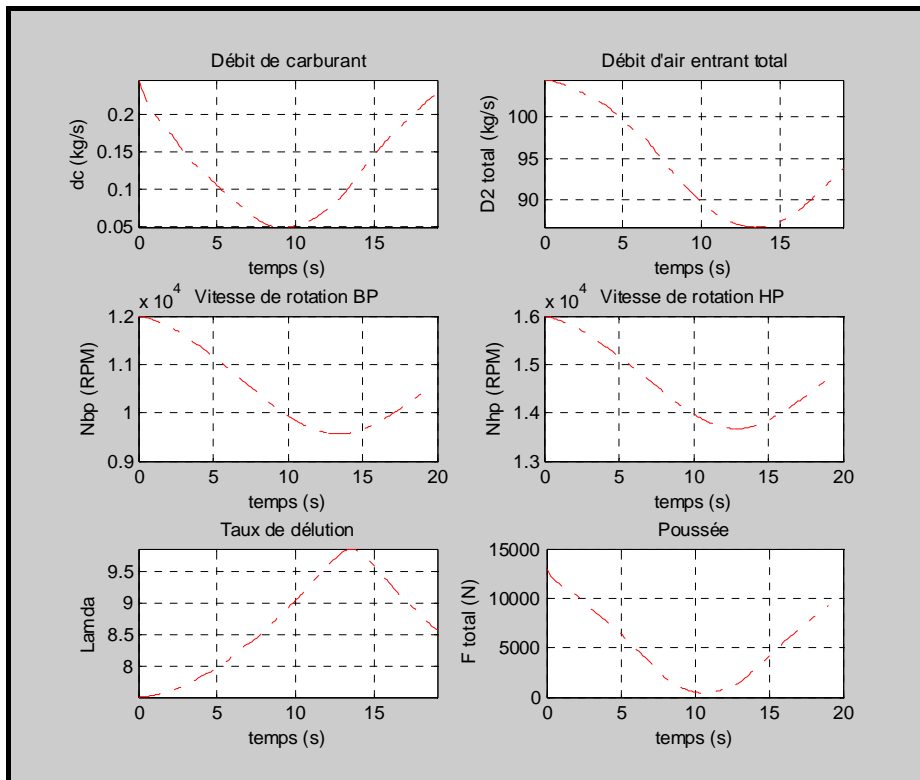 Débit de carburant
0.2
0.15
0.1
0.05
dc (kg/s)
0 5 10 15
temps (s)
Débit d'air entrant total
100
95
90
D2 total (kg/s)
0 5 10 15
temps (s)
x 10^4
Vitesse de rotation BP
1.2
1.1
1
0.9
Nbp (RPM)
0 5 10 15 20
temps (s)
x 10^4
Vitesse de rotation HP
1.6
1.5
1.4
1.3
Nhp (RPM)
0 5 10 15 20
temps (s)
Taux de délution
9.5
9
8.5
8
Lamda
0 5 10 15
temps (s)
Poussée
15000
10000
5000
0
F total (N)
0 5 10 15 20
temps (s)